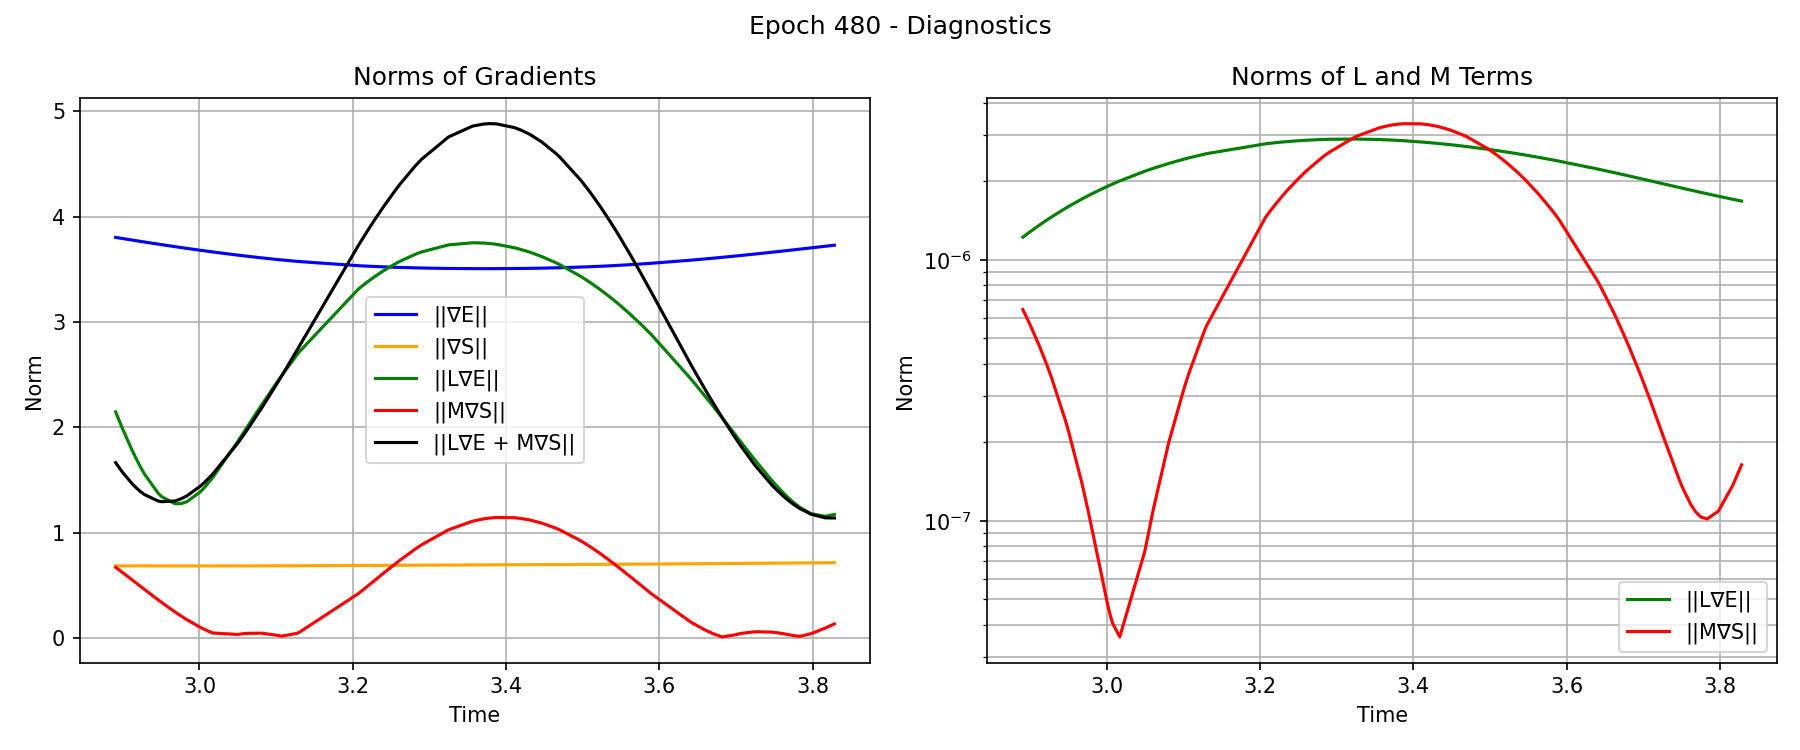 Epoch 480 - Diagnostics
Norms of Gradients
5
4
3
2
1
0
Norm
3.0 3.2 3.4 3.6 3.8
Time
||∇E||
||∇S||
||L∇E||
||M∇S||
||L∇E + M∇S||
Norms of L and M Terms
10⁻⁶
10⁻⁷
Norm
3.0 3.2 3.4 3.6 3.8
Time
||L∇E||
||M∇S||